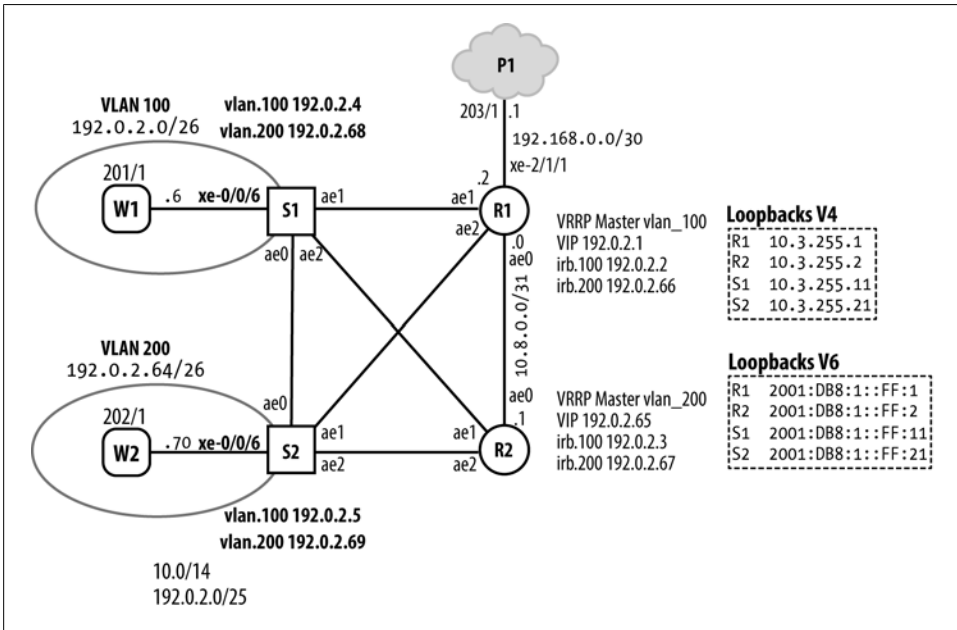 P1
203/1
.1
192.168.0.0/30
xe-2/1/1
VLAN 100
192.0.2.0/26
vlan.100 192.0.2.4
vlan.200 192.0.2.68
201/1
W1
.6
xe-0/0/6
S1
ae1
ae0
ae2
ae1
ae2
.2
R1
.0
ae0
VRRP Master vlan_100
VIP 192.0.2.1
irb.100 192.0.2.2
irb.200 192.0.2.66
Loopbacks V4
R1 10.3.255.1
R2 10.3.255.2
S1 10.3.255.11
S2 10.3.255.21
10.8.0.0/31
VLAN 200
192.0.2.64/26
202/1
W2
.70
xe-0/0/6
ae0
S2
ae1
ae2
ae1
ae2
ae0
.1
R2
VRRP Master vlan_200
VIP 192.0.2.65
irb.100 192.0.2.3
irb.200 192.0.2.67
Loopbacks V6
R1 2001:DB8:1::FF:1
R2 2001:DB8:1::FF:2
S1 2001:DB8:1::FF:11
S2 2001:DB8:1::FF:21
vlan.100 192.0.2.5
vlan.200 192.0.2.69
10.0/14
192.0.2.0/25